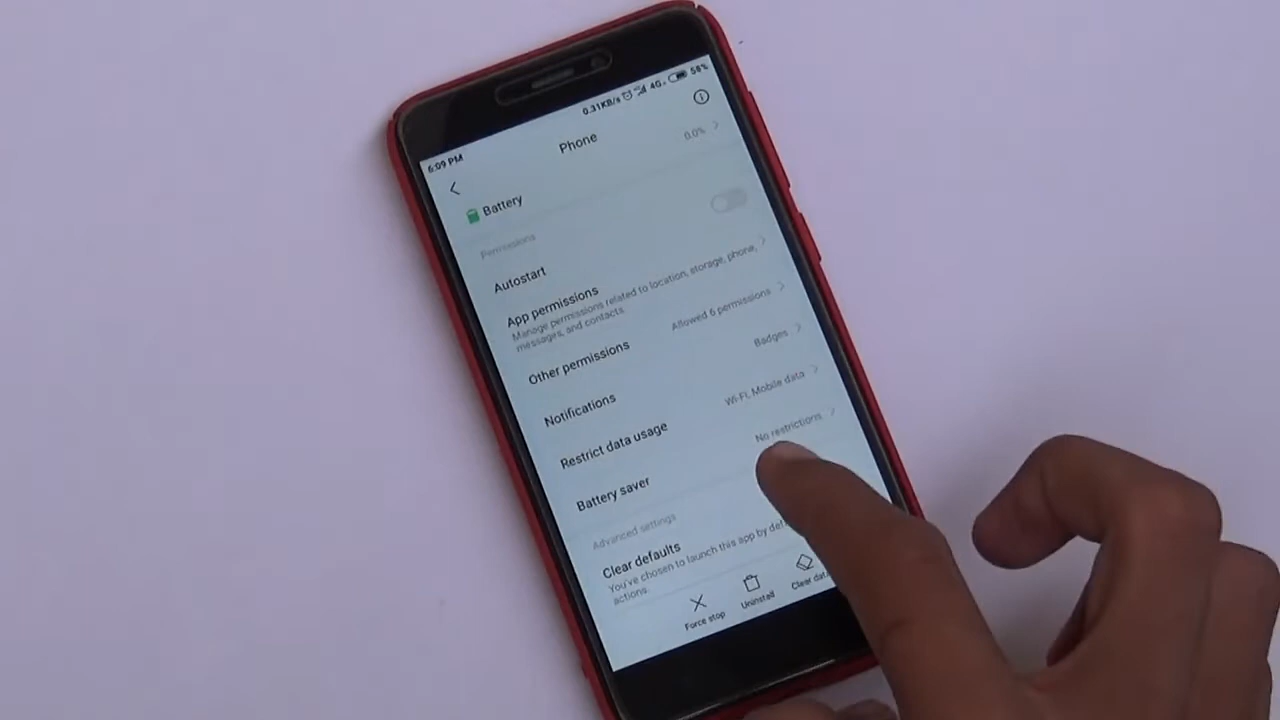 0.31KB/s 4G 58%
6:09 PM
Phone
Battery 0.0%
Permissions
Autostart
App permissions
Manage permissions related to location, storage, phone,
messages, and contacts.
Other permissions Allowed 6 permissions
Notifications Badges
Restrict data usage Wi-Fi, Mobile data
Battery saver No restrictions
Advanced settings
Clear defaults
You've chosen to launch this app by def
actions.
Force stop Uninstall Clear dat